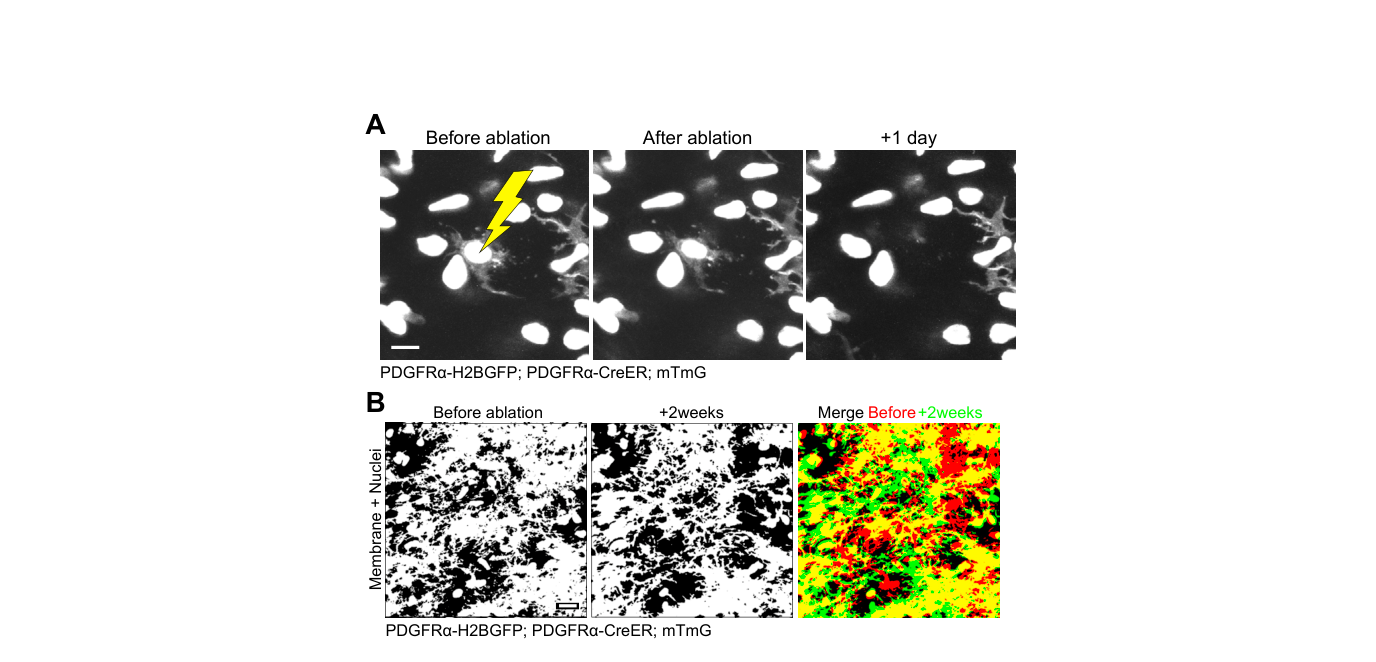 A
Before ablation
After ablation
+1 day
PDGFRα-H2BGFP; PDGFRα-CreER; mTmG
B
Before ablation
+2weeks
Merge Before +2weeks
Membrane + Nuclei
PDGFRα-H2BGFP; PDGFRα-CreER; mTmG